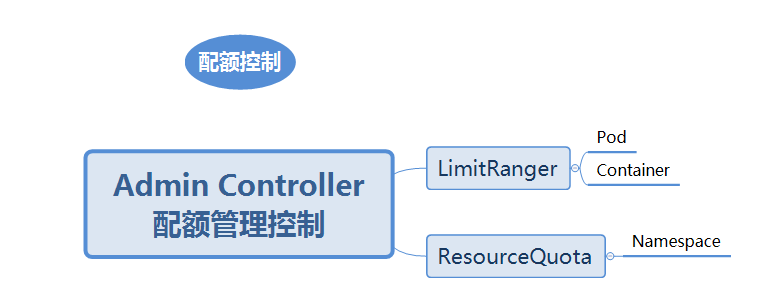 配额控制
Admin Controller
配额管理控制
LimitRanger
Pod
Container
ResourceQuota
Namespace